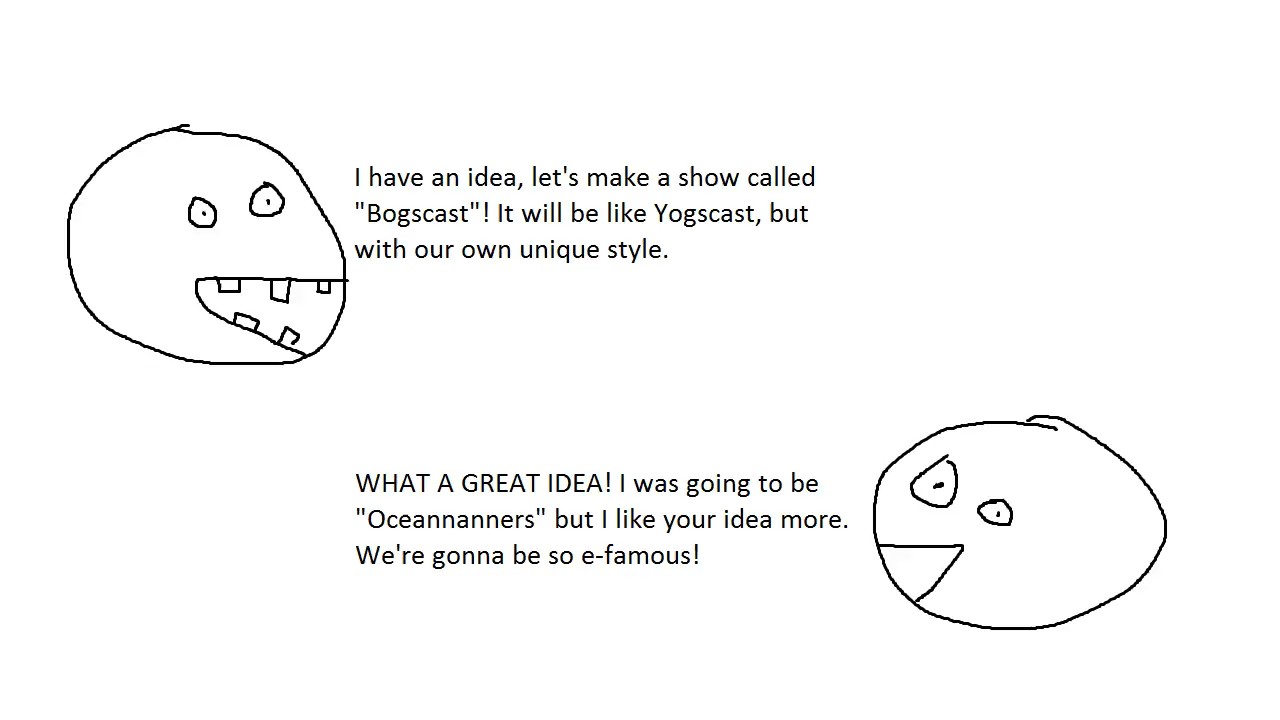 I have an idea, let's make a show called
"Bogscast"! It will be like Yogscast, but
with our own unique style.
WHAT A GREAT IDEA! I was going to be
"Oceannanners" but I like your idea more.
We're gonna be so e-famous!